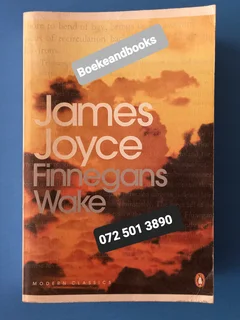 Boekeandbooks
James
Joyce
Finnegans
Wake
072 501 3890
MODERN CLASSICS